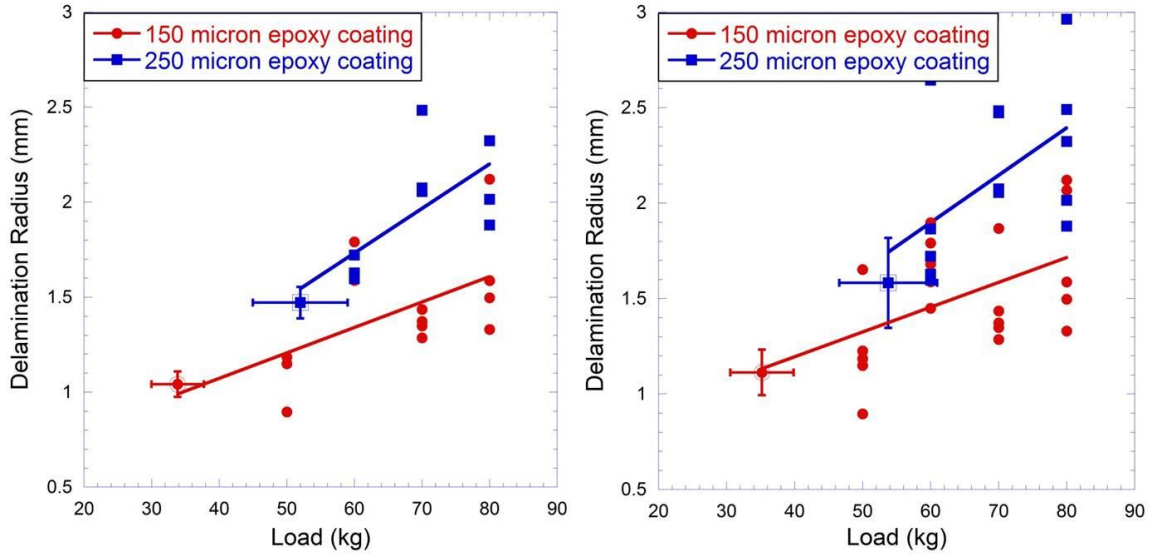 3
150 micron epoxy coating
250 micron epoxy coating
2.5
2
1.5
1
0.5
Delamination Radius (mm)
20 30 40 50 60 70 80 90
Load (kg)
3
150 micron epoxy coating
250 micron epoxy coating
2.5
2
1.5
1
0.5
Delamination Radius (mm)
20 30 40 50 60 70 80 90
Load (kg)